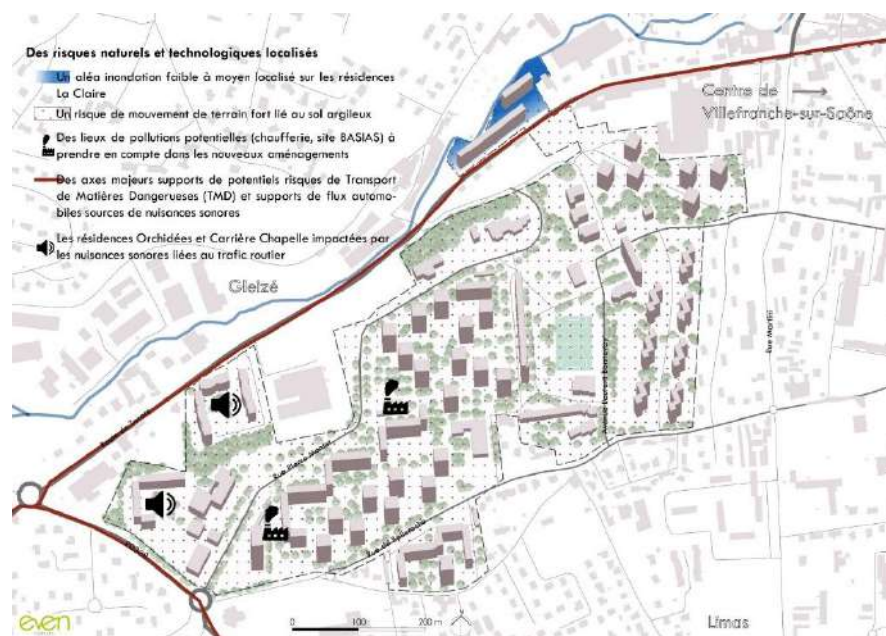 Des risques naturels et technologiques localisés
Un aléa inondation faible à moyen localisé sur les résidences
La Claire
Un risque de mouvement de terrain fort lié au sol argileux
Des lieux de pollutions potentielles (chaufferie, site BASIAS) à
prendre en compte dans les nouveaux aménagements
Des axes majeurs supports de potentiels risques de Transport
de Matières Dangerueses (TMD) et supports de flux automo-
biles sources de nuisances sonores
Les résidences Orchidées et Carrière Chapelle impactées par
les nuisances sonores liées au trafic routier
Centre de
Villefranche-sur-Saône
Gleizé
Rue Martini
Rue Pierre Montet
Limas
even
0 100 200 m